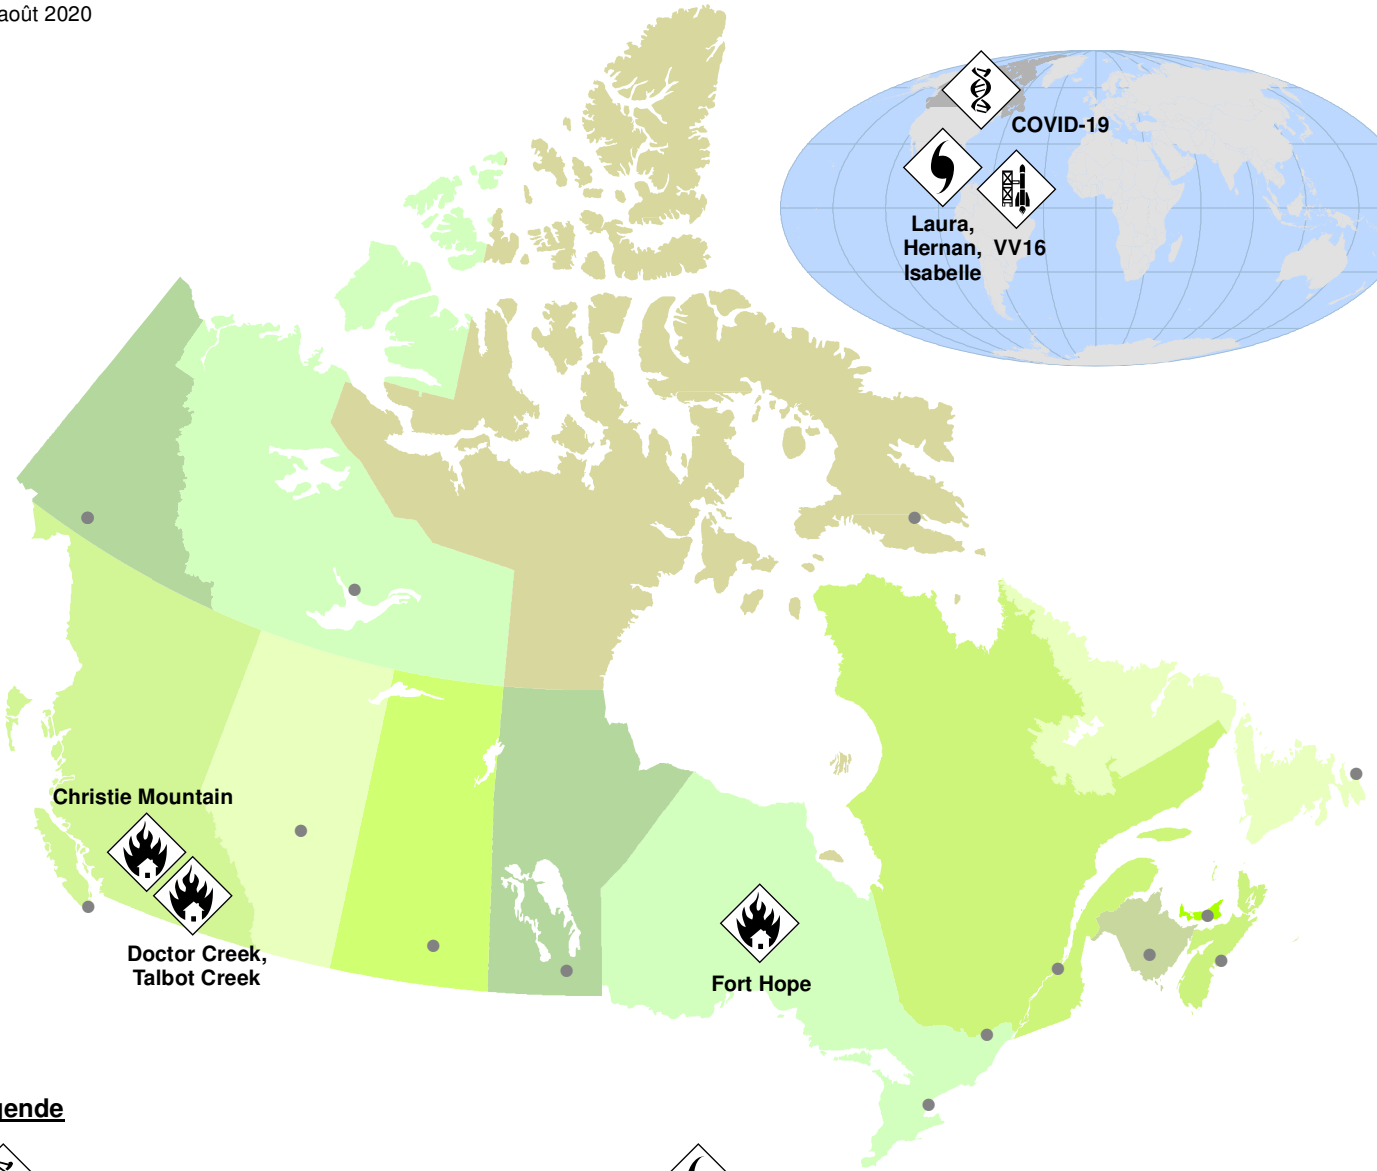 août 2020
COVID-19
Laura,
Hernan, VV16
Isabelle
Christie Mountain
Doctor Creek,
Talbot Creek
Fort Hope
gende